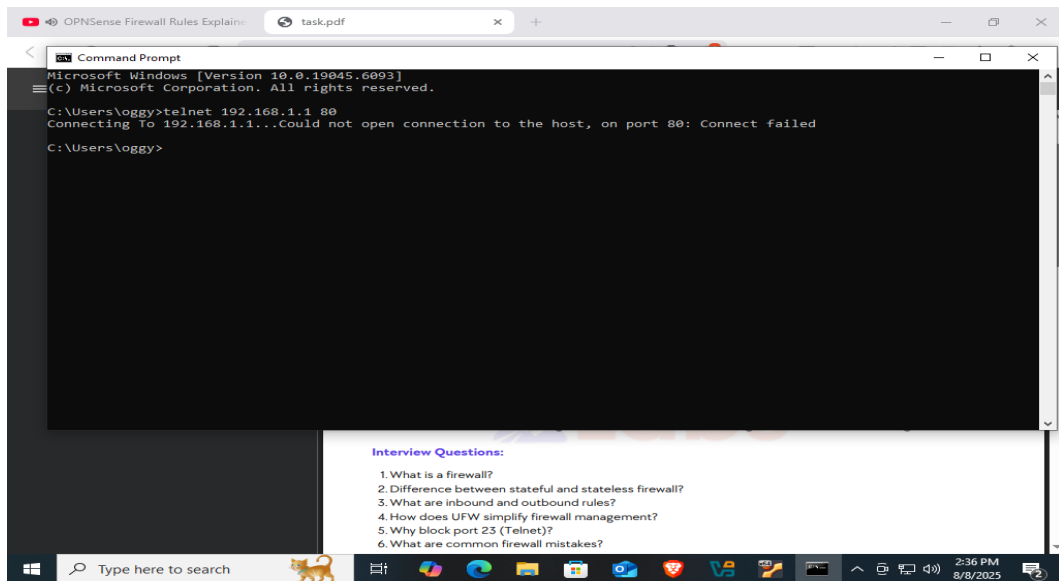 OPNSense Firewall Rules Explaine
task.pdf
Command Prompt
Microsoft Windows [Version 10.0.19045.6093]
(c) Microsoft Corporation. All rights reserved.
C:\Users\oggy>telnet 192.168.1.1 80
Connecting To 192.168.1.1...Could not open connection to the host, on port 80: Connect failed
C:\Users\oggy>
Interview Questions:
1. What is a firewall?
2. Difference between stateful and stateless firewall?
3. What are inbound and outbound rules?
4. How does UFW simplify firewall management?
5. Why block port 23 (Telnet)?
6. What are common firewall mistakes?
Type here to search
2:36 PM
8/8/2025
2